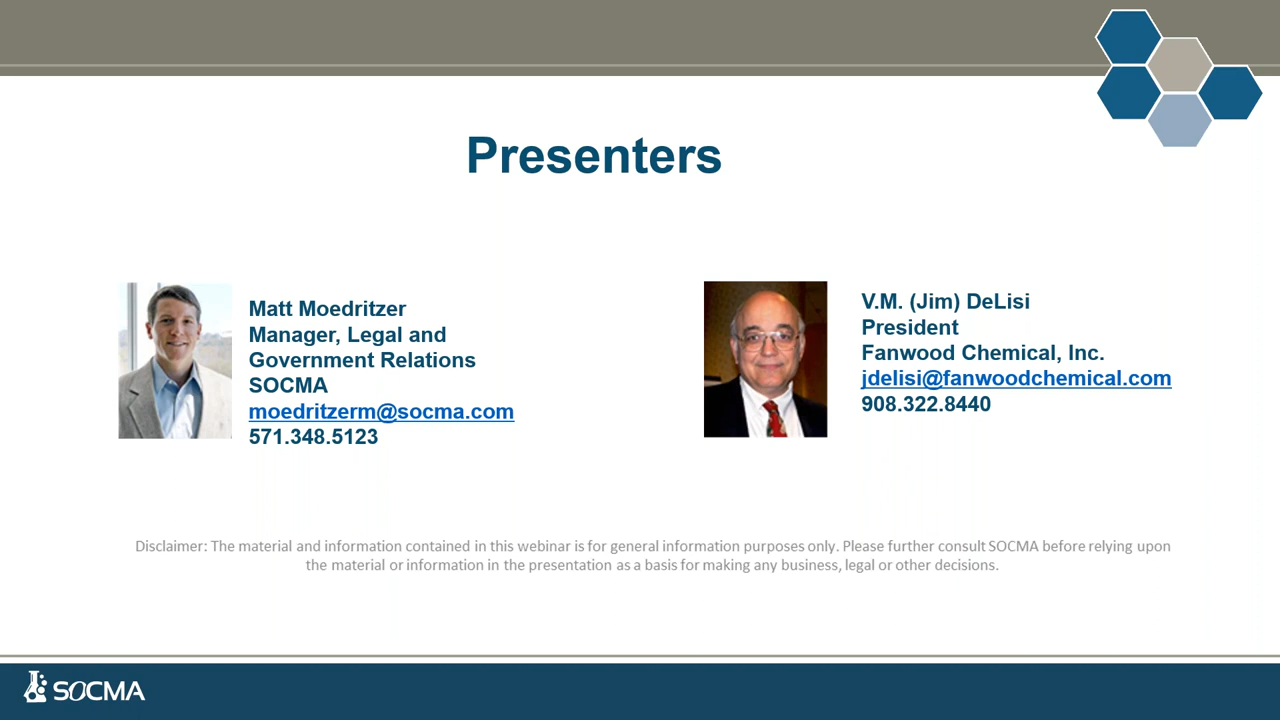 Presenters
Matt Moedritzer
Manager, Legal and
Government Relations
SOCMA
moedritzerm@socma.com
571.348.5123
V.M. (Jim) DeLisi
President
Fanwood Chemical, Inc.
jdelisi@fanwoodchemical.com
908.322.8440
Disclaimer: The material and information contained in this webinar is for general information purposes only. Please further consult SOCMA before relying upon
the material or information in the presentation as a basis for making any business, legal or other decisions.
SOCMA